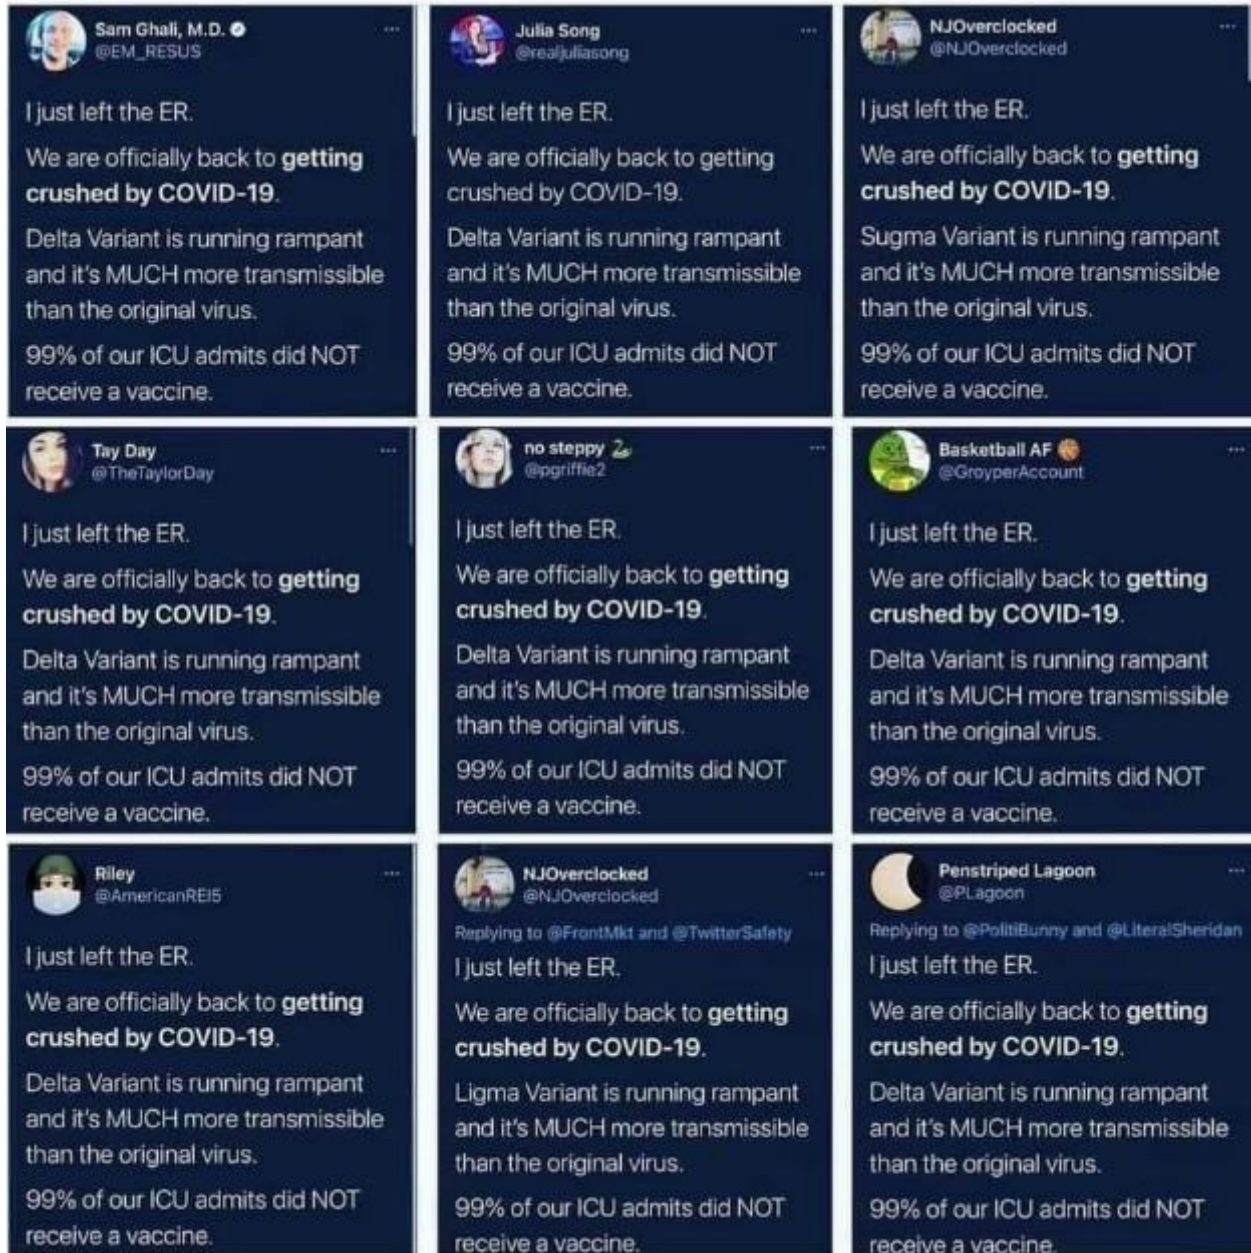 Sam Ghali, M.D.
@EM_RESUS
I just left the ER.
We are officially back to getting
crushed by COVID-19.
Delta Variant is running rampant
and it's MUCH more transmissible
than the original virus.
99% of our ICU admits did NOT
receive a vaccine.
Julia Song
@realjuliasong
I just left the ER.
We are officially back to getting
crushed by COVID-19.
Delta Variant is running rampant
and it's MUCH more transmissible
than the original virus.
99% of our ICU admits did NOT
receive a vaccine.
NJOverclocked
@NJOverclocked
I just left the ER.
We are officially back to getting
crushed by COVID-19.
Sugma Variant is running rampant
and it's MUCH more transmissible
than the original virus.
99% of our ICU admits did NOT
receive a vaccine.
Tay Day
@TheTaylorDay
I just left the ER.
We are officially back to getting
crushed by COVID-19.
Delta Variant is running rampant
and it's MUCH more transmissible
than the original virus.
99% of our ICU admits did NOT
receive a vaccine.
no steppy
@pgriffie2
I just left the ER.
We are officially back to getting
crushed by COVID-19.
Delta Variant is running rampant
and it's MUCH more transmissible
than the original virus.
99% of our ICU admits did NOT
receive a vaccine.
Basketball AF
@GroyperAccount
I just left the ER.
We are officially back to getting
crushed by COVID-19.
Delta Variant is running rampant
and it's MUCH more transmissible
than the original virus.
99% of our ICU admits did NOT
receive a vaccine.
Riley
@AmericanREI5
I just left the ER.
We are officially back to getting
crushed by COVID-19.
Delta Variant is running rampant
and it's MUCH more transmissible
than the original virus.
99% of our ICU admits did NOT
receive a vaccine.
NJOverclocked
@NJOverclocked
Replying to @FrontMkt and @TwitterSafety
I just left the ER.
We are officially back to getting
crushed by COVID-19.
Ligma Variant is running rampant
and it's MUCH more transmissible
than the original virus.
99% of our ICU admits did NOT
receive a vaccine.
Penstriped Lagoon
@PLagoon
Replying to @PolitiBunny and @LiteralSheridan
I just left the ER.
We are officially back to getting
crushed by COVID-19.
Delta Variant is running rampant
and it's MUCH more transmissible
than the original virus.
99% of our ICU admits did NOT
receive a vaccine.